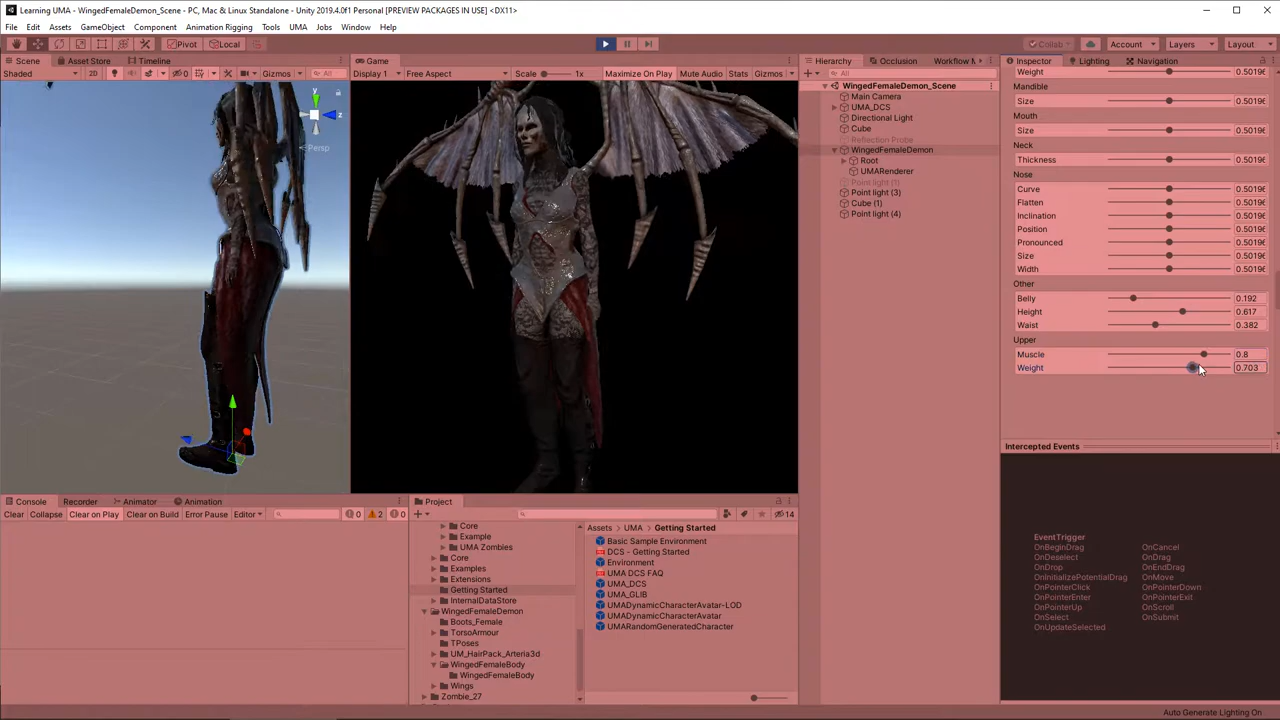 WingedFemaleDemon_Scene - PC, Mac & Linux Standalone - UMA - Unity 2019.4.0f1 Personal [PREVIEW PACKAGES IN USE] <DX11>
File Edit Assets GameObject Component Animation Rigging Tools UMA Jobs Window Help
Pivot Local Collab Account Layers Layout
Scene Asset Store Timeline
Shaded 2D 0 Gizmos All
y
z
Persp
Game
Display 1 Free Aspect Scale 1x Maximize On Play Mute Audio Stats Gizmos
Hierarchy Occlusion Workflow M
All
WingedFemaleDemon_Scene
Main Camera
UMA_DCS
Directional Light
Cube
Reflection Probe
WingedFemaleDemon
Root
UMARenderer
Point light (1)
Point light (3)
Cube (1)
Point light (4)
Inspector Lighting Navigation
Weight 0.5019
Mandible
Size 0.5019
Mouth
Size 0.5019
Neck
Thickness 0.5019
Nose
Curve 0.5019
Flatten 0.5019
Inclination 0.5019
Position 0.5019
Pronounced 0.5019
Size 0.5019
Width 0.5019
Other
Belly 0.192
Height 0.617
Waist 0.382
Upper
Muscle 0.8
Weight 0.703
Intercepted Events
EventTrigger
OnBeginDrag OnCancel
OnDeselect OnDrag
OnDrop OnEndDrag
OnInitializePotentialDrag OnMove
OnPointerClick OnPointerDown
OnPointerEnter OnPointerExit
OnPointerUp OnScroll
OnSelect OnSubmit
OnUpdateSelected
Console Recorder Animator Animation
Clear Collapse Clear on Play Clear on Build Error Pause Editor 0 2 0
Project
14
Core
Example
UMA Zombies
Core
Examples
Extensions
Getting Started
InternalDataStore
WingedFemaleDemon
Boots_Female
TorsoArmour
TPoses
UM_HairPack_Arteria3d
WingedFemaleBody
WingedFemaleBody
Wings
Zombie_27
Assets UMA Getting Started
Basic Sample Environment
DCS - Getting Started
Environment
UMA DCS FAQ
UMA_DCS
UMA_GLIB
UMADynamicCharacterAvatar-LOD
UMADynamicCharacterAvatar
UMARandomGeneratedCharacter
Auto Generate Lighting On